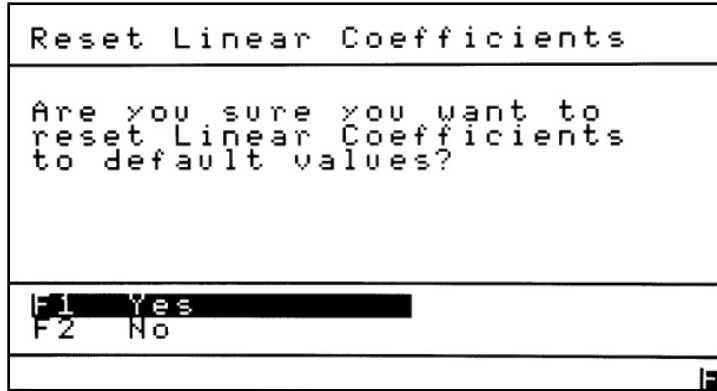 Reset Linear Coefficients
Are you sure you want to
reset Linear Coefficients
to default values?
F1 Yes
F2 No